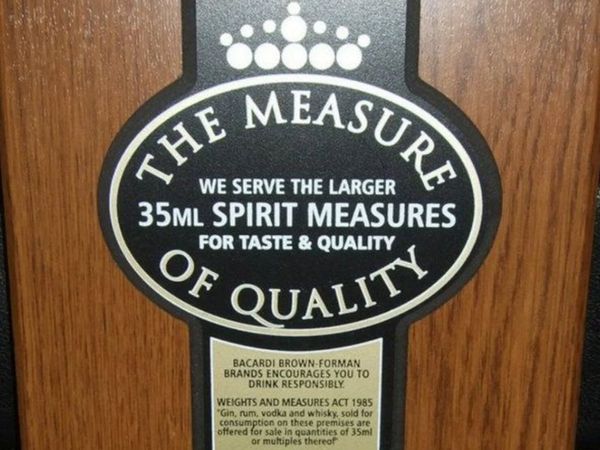 THE MEASURE
WE SERVE THE LARGER
35ML SPIRIT MEASURES
FOR TASTE & QUALITY
OF QUALITY
BACARDI BROWN-FORMAN
BRANDS ENCOURAGES YOU TO
DRINK RESPONSIBLY.
WEIGHTS AND MEASURES ACT 1985
"Gin, rum, vodka and whisky, sold for
consumption on these premises are
offered for sale in quantities of 35ml
or multiples thereof"